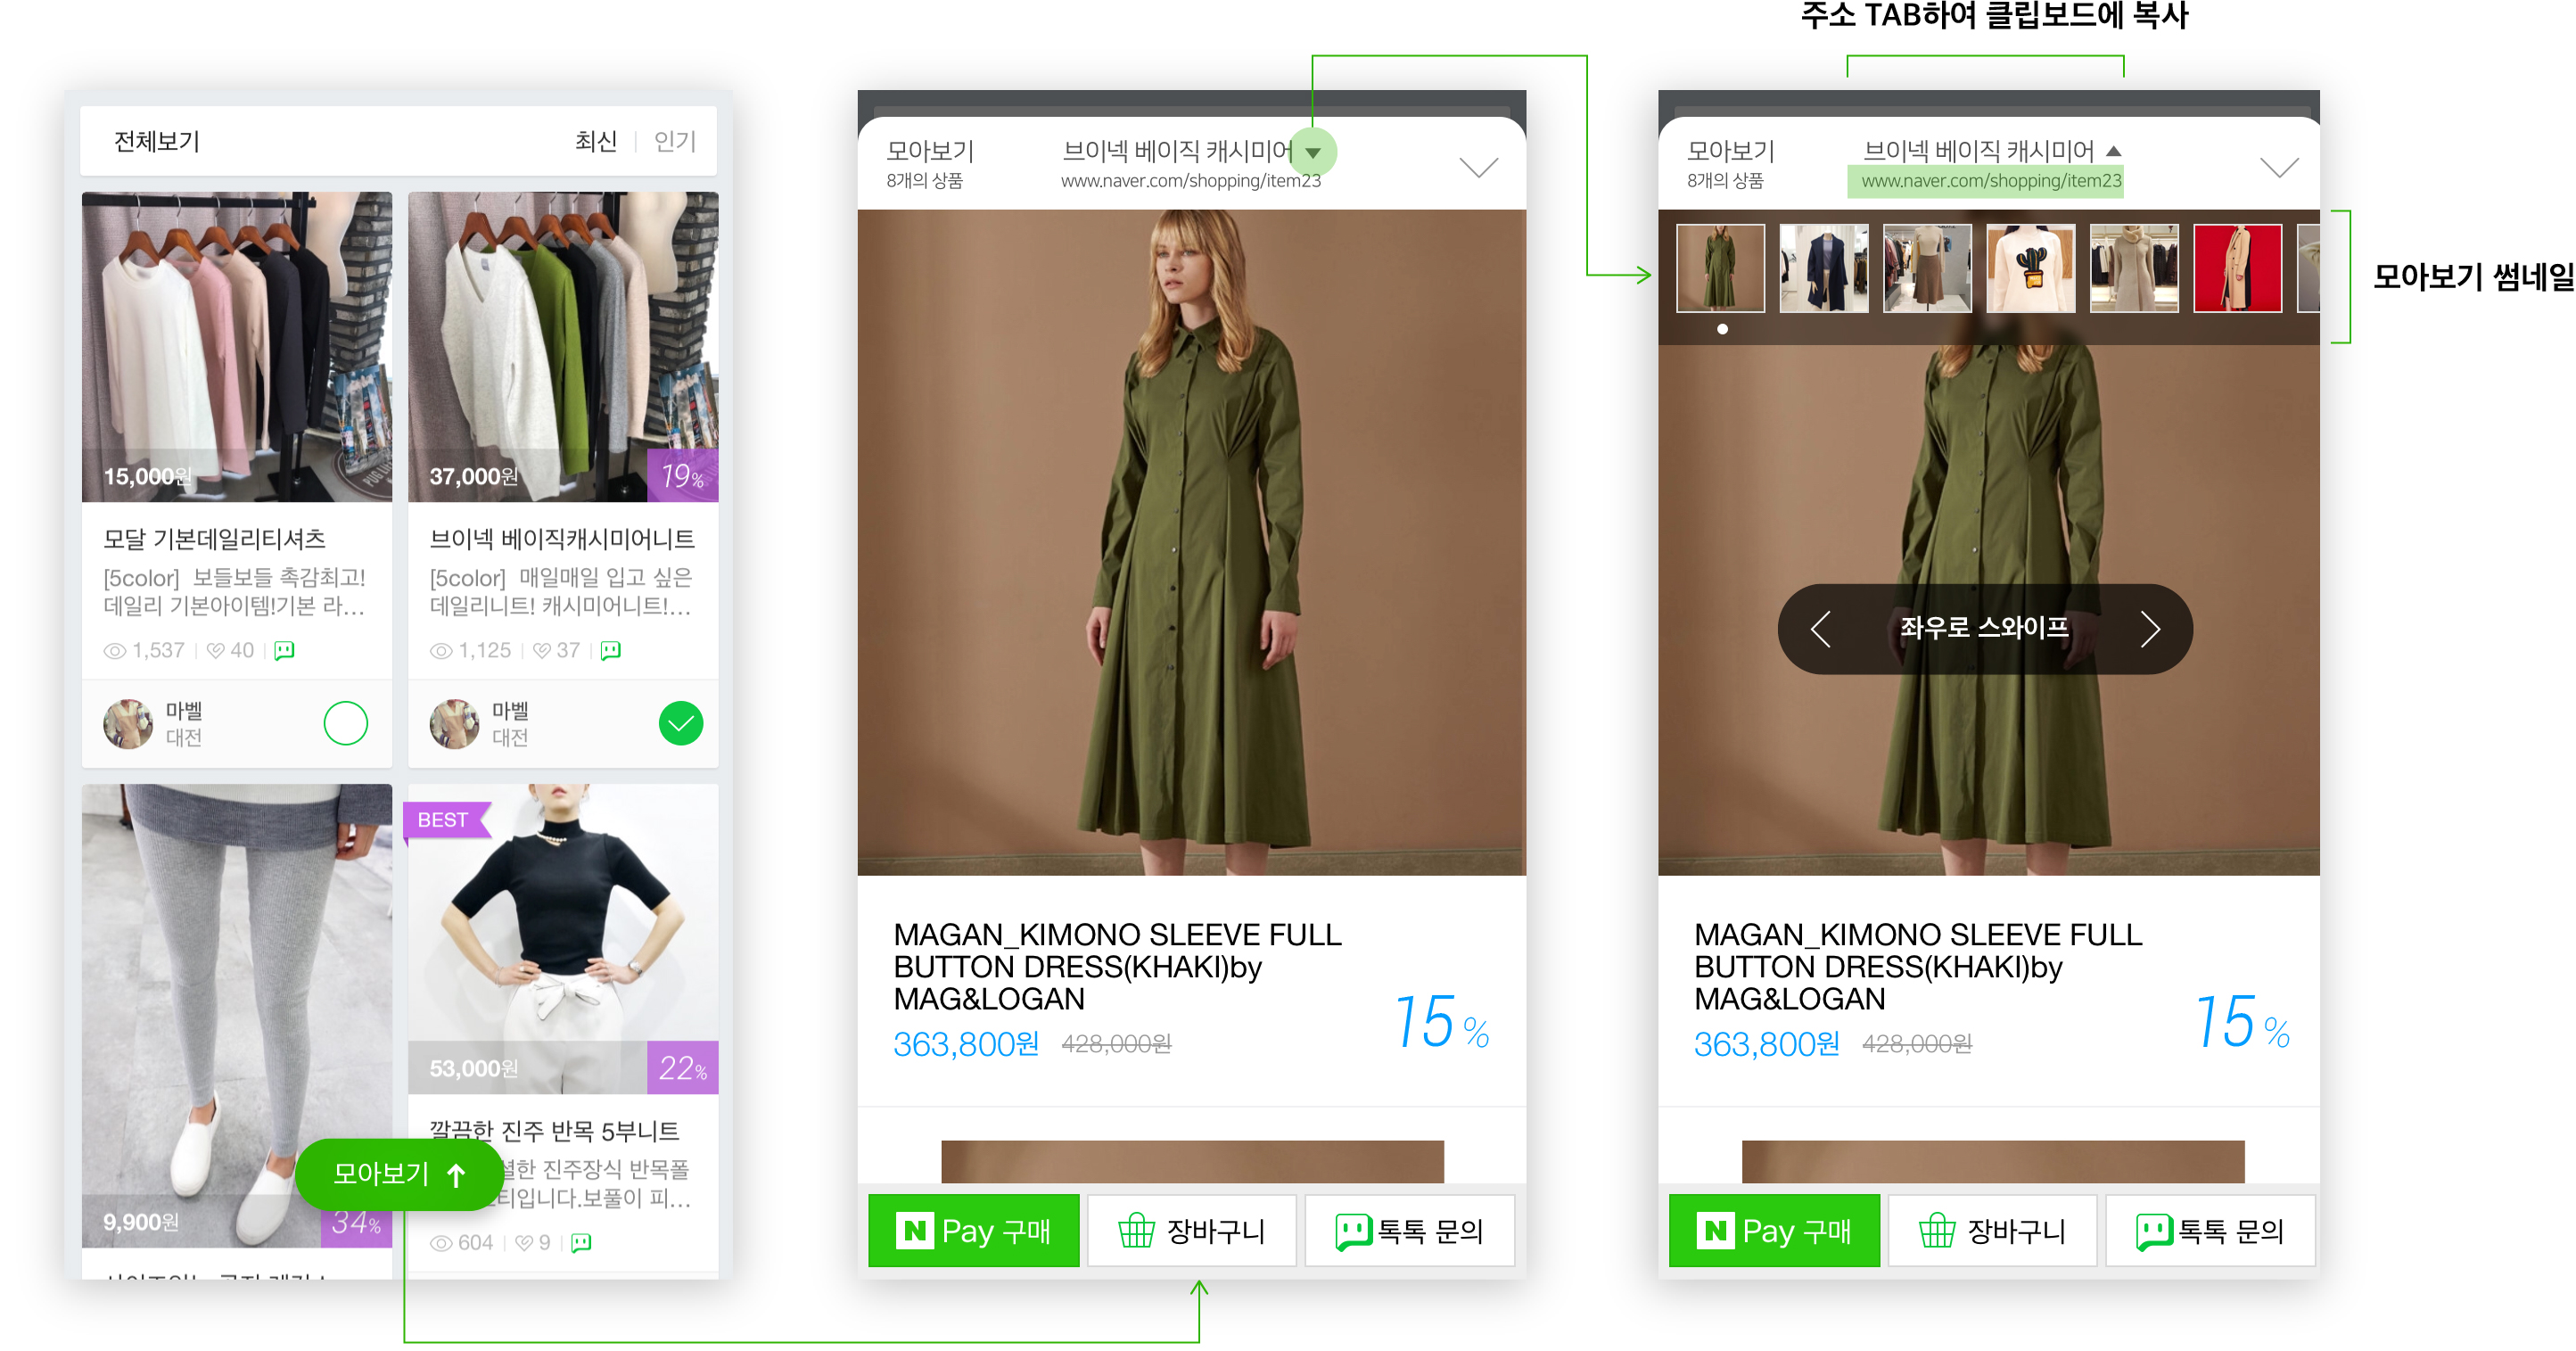 주소 TAB하여 클립보드에 복사
전체보기
최신 | 인기
15,000원
37,000원
19%
모달 기본데일리티셔츠
[5color] 보들보들 촉감최고!
데일리 기본아이템!기본 라...
1,537 | 40
마벨
대전
브이넥 베이직캐시미어니트
[5color] 매일매일 입고 싶은
데일리니트! 캐시미어니트!...
1,125 | 37
마벨
대전
9,900원
34%
BEST
53,000원
22%
깔끔한 진주 반목 5부니트
한 진주장식 반목폴
티입니다.보풀이 피...
604 | 9
모아보기
모아보기
8개의 상품
브이넥 베이직 캐시미어
www.naver.com/shopping/item23
MAGAN_KIMONO SLEEVE FULL
BUTTON DRESS(KHAKI)by
MAG&LOGAN
363,800원 428,000원
15%
N Pay 구매
장바구니
톡톡 문의
모아보기
8개의 상품
브이넥 베이직 캐시미어
www.naver.com/shopping/item23
모아보기 썸네일
좌우로 스와이프
MAGAN_KIMONO SLEEVE FULL
BUTTON DRESS(KHAKI)by
MAG&LOGAN
363,800원 428,000원
15%
N Pay 구매
장바구니
톡톡 문의